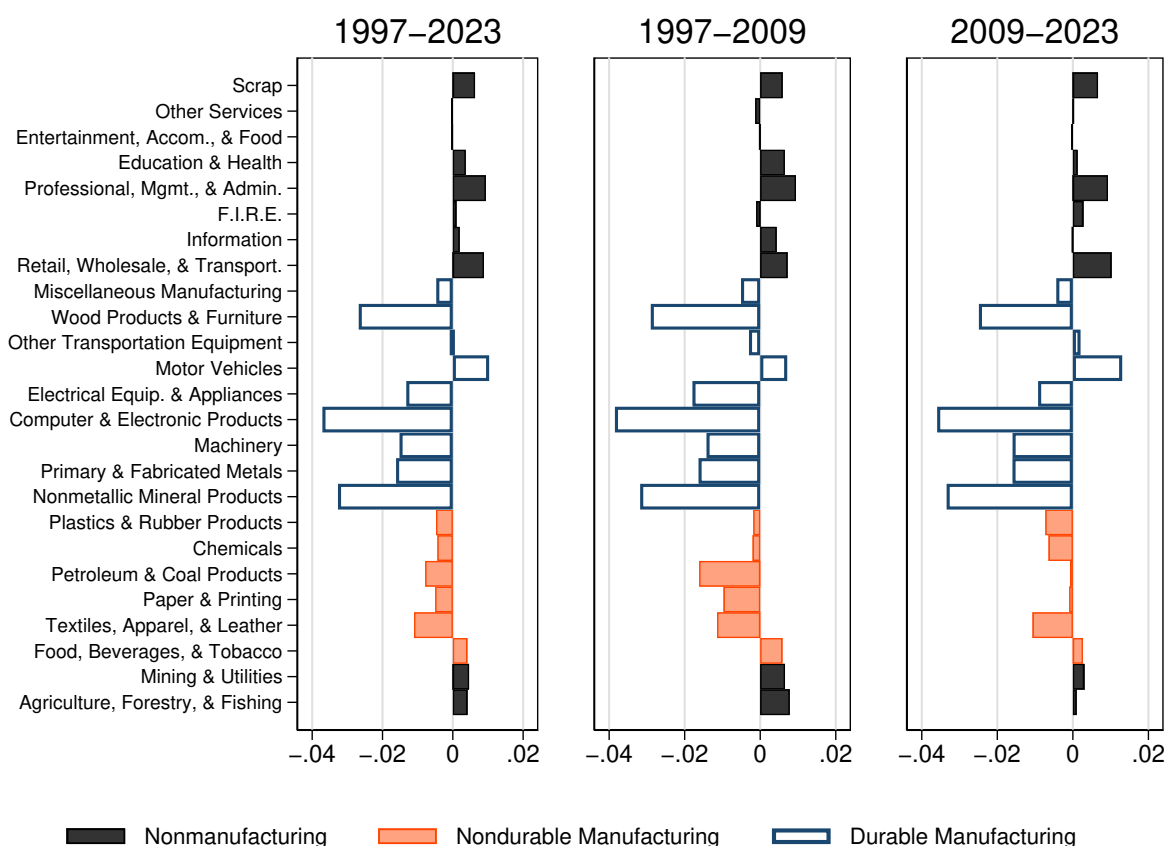 1997−2023 1997−2009 2009−2023
Scrap
Other Services
Entertainment, Accom., & Food
Education & Health
Professional, Mgmt., & Admin.
F.I.R.E.
Information
Retail, Wholesale, & Transport.
Miscellaneous Manufacturing
Wood Products & Furniture
Other Transportation Equipment
Motor Vehicles
Electrical Equip. & Appliances
Computer & Electronic Products
Machinery
Primary & Fabricated Metals
Nonmetallic Mineral Products
Plastics & Rubber Products
Chemicals
Petroleum & Coal Products
Paper & Printing
Textiles, Apparel, & Leather
Food, Beverages, & Tobacco
Mining & Utilities
Agriculture, Forestry, & Fishing
−.04 −.02 0 .02 −.04 −.02 0 .02 −.04 −.02 0 .02
Nonmanufacturing Nondurable Manufacturing Durable Manufacturing